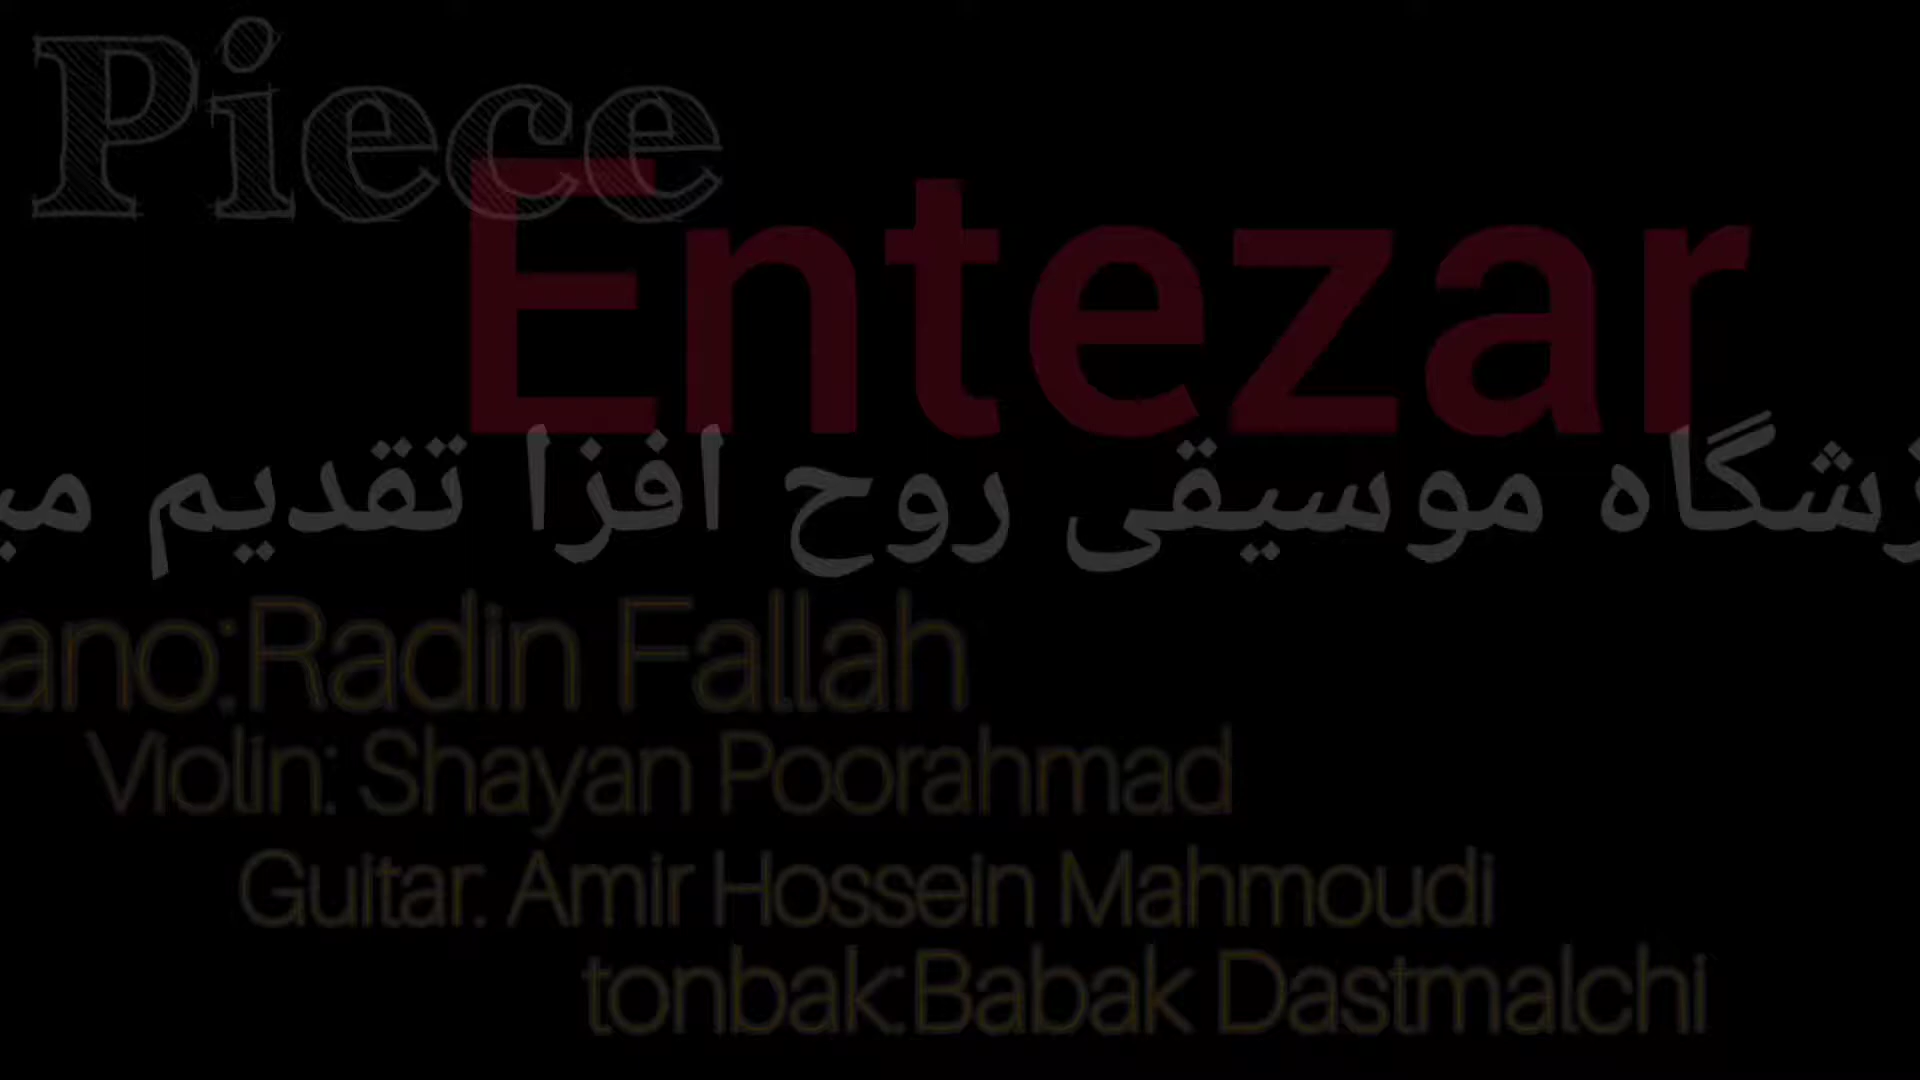 Piece
Entezar
زشگاه موسیقی روح افزا تقدیم می
ano:Radin Fallah
Violin: Shayan Poorahmad
Guitar: Amir Hossein Mahmoudi
tonbak:Babak Dastmalchi